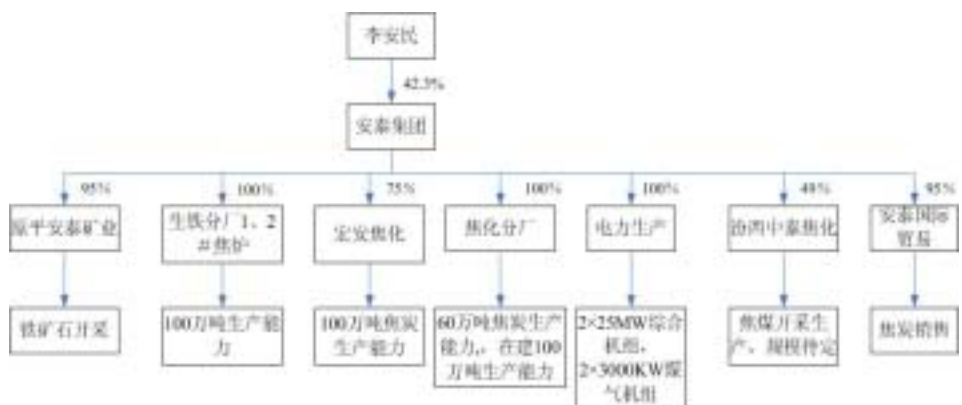 李安民
42.3%
安泰集团
95%
100%
75%
100%
100%
49%
95%
原平安泰矿业
生铁分厂1、2
#焦炉
宏安焦化
焦化分厂
电力生产
汾西中泰焦化
安泰国际
贸易
铁矿石开采
100万吨生产能
力
100万吨焦炭
生产能力
60万吨焦炭生产
能力,，在建100
万吨生产能力
2×25MW综合
机组，
2×3000KW煤
气机组
焦煤开采生
产，规模待定
焦炭销售